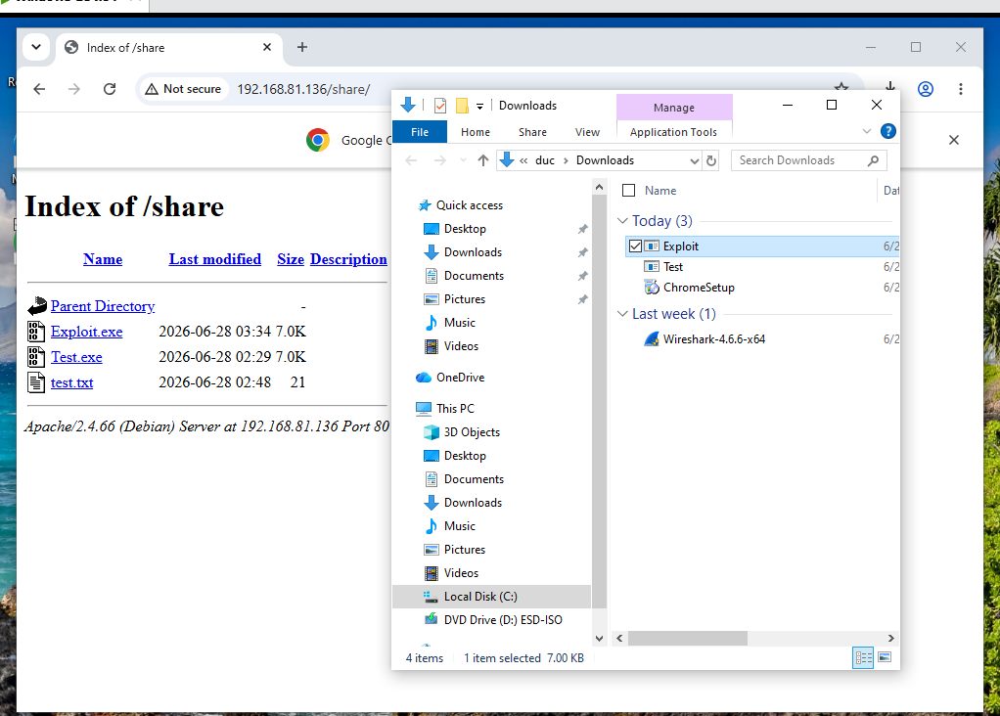 Index of /share
Not secure
192.168.81.136/share/
Google C
Index of /share
Name Last modified Size Description
Parent Directory -
Exploit.exe 2026-06-28 03:34 7.0K
Test.exe 2026-06-28 02:29 7.0K
test.txt 2026-06-28 02:48 21
Apache/2.4.66 (Debian) Server at 192.168.81.136 Port 80
Downloads
Manage
File Home Share View Application Tools
?
« duc › Downloads
Search Downloads
Quick access
Desktop
Downloads
Documents
Pictures
Music
Videos
OneDrive
This PC
3D Objects
Desktop
Documents
Downloads
Music
Pictures
Videos
Local Disk (C:)
DVD Drive (D:) ESD-ISO
Name Dat
Today (3)
Exploit 6/2
Test 6/2
ChromeSetup 6/2
Last week (1)
Wireshark-4.6.6-x64 6/2
4 items 1 item selected 7.00 KB